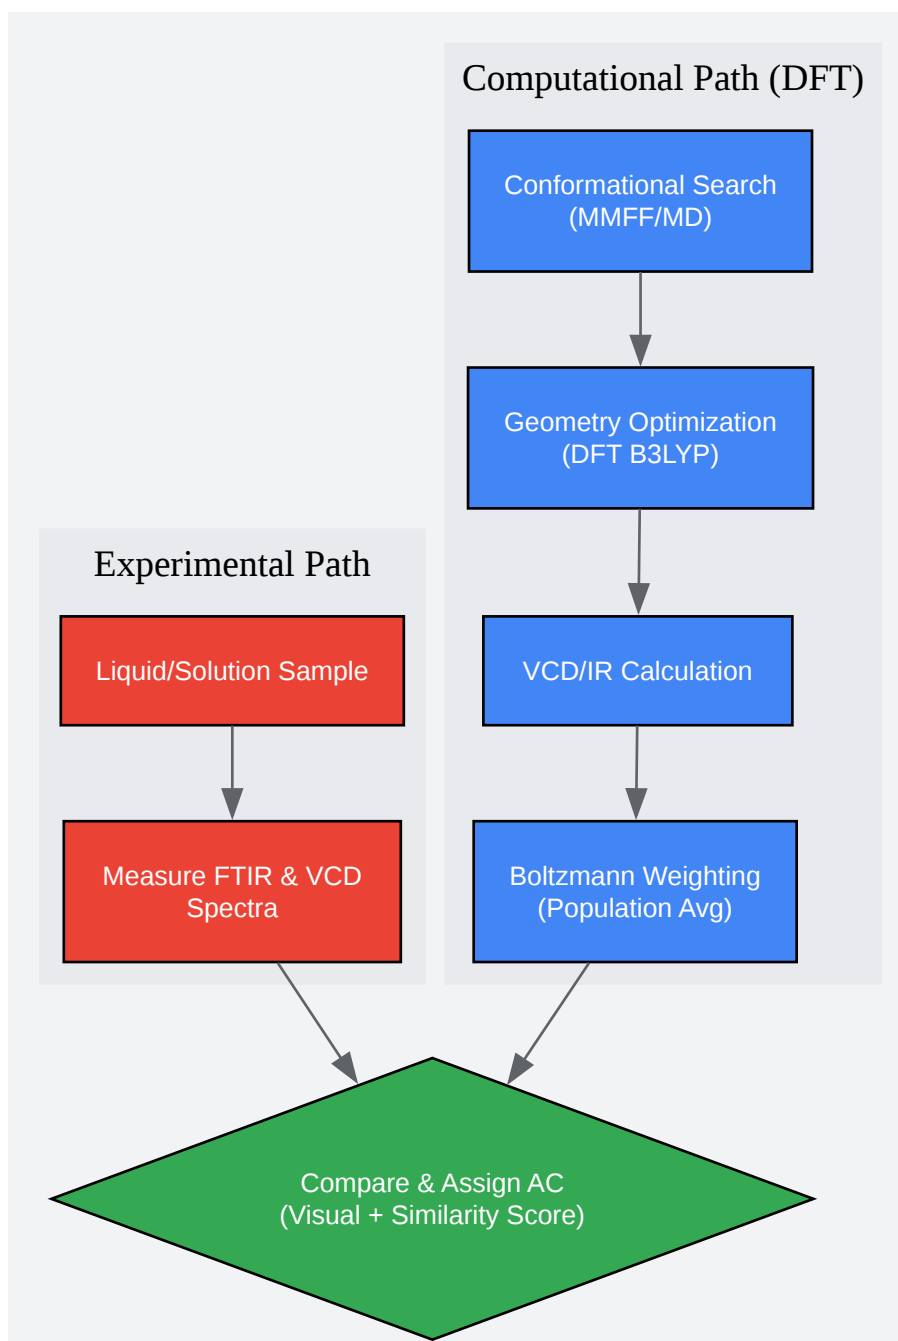 Computational Path (DFT)
Conformational Search
(MMFF/MD)
Geometry Optimization
(DFT B3LYP)
Experimental Path
Liquid/Solution Sample
VCD/IR Calculation
Measure FTIR & VCD
Spectra
Boltzmann Weighting
(Population Avg)
Compare & Assign AC
(Visual + Similarity Score)